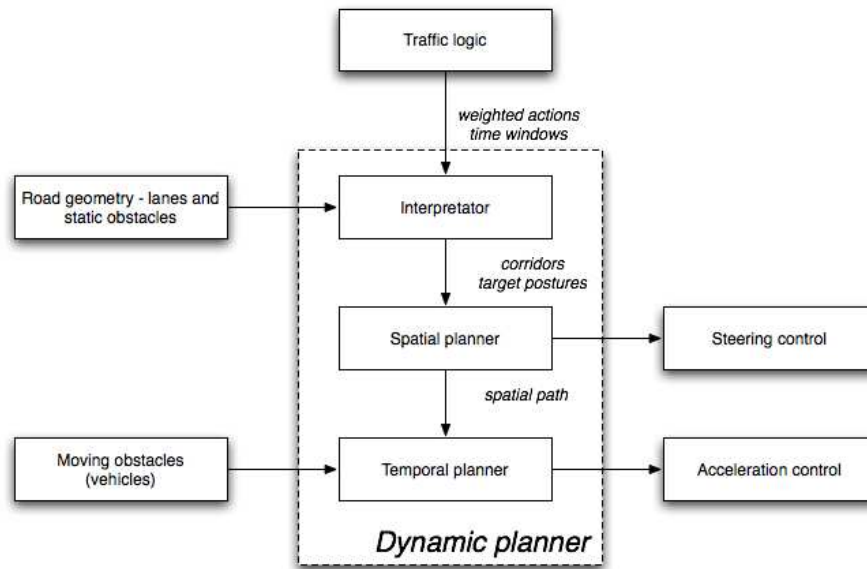 Traffic logic
weighted actions
time windows
Road geometry - lanes and
static obstacles
Interpretator
corridors
target postures
Spatial planner
Steering control
spatial path
Moving obstacles
(vehicles)
Temporal planner
Acceleration control
Dynamic planner